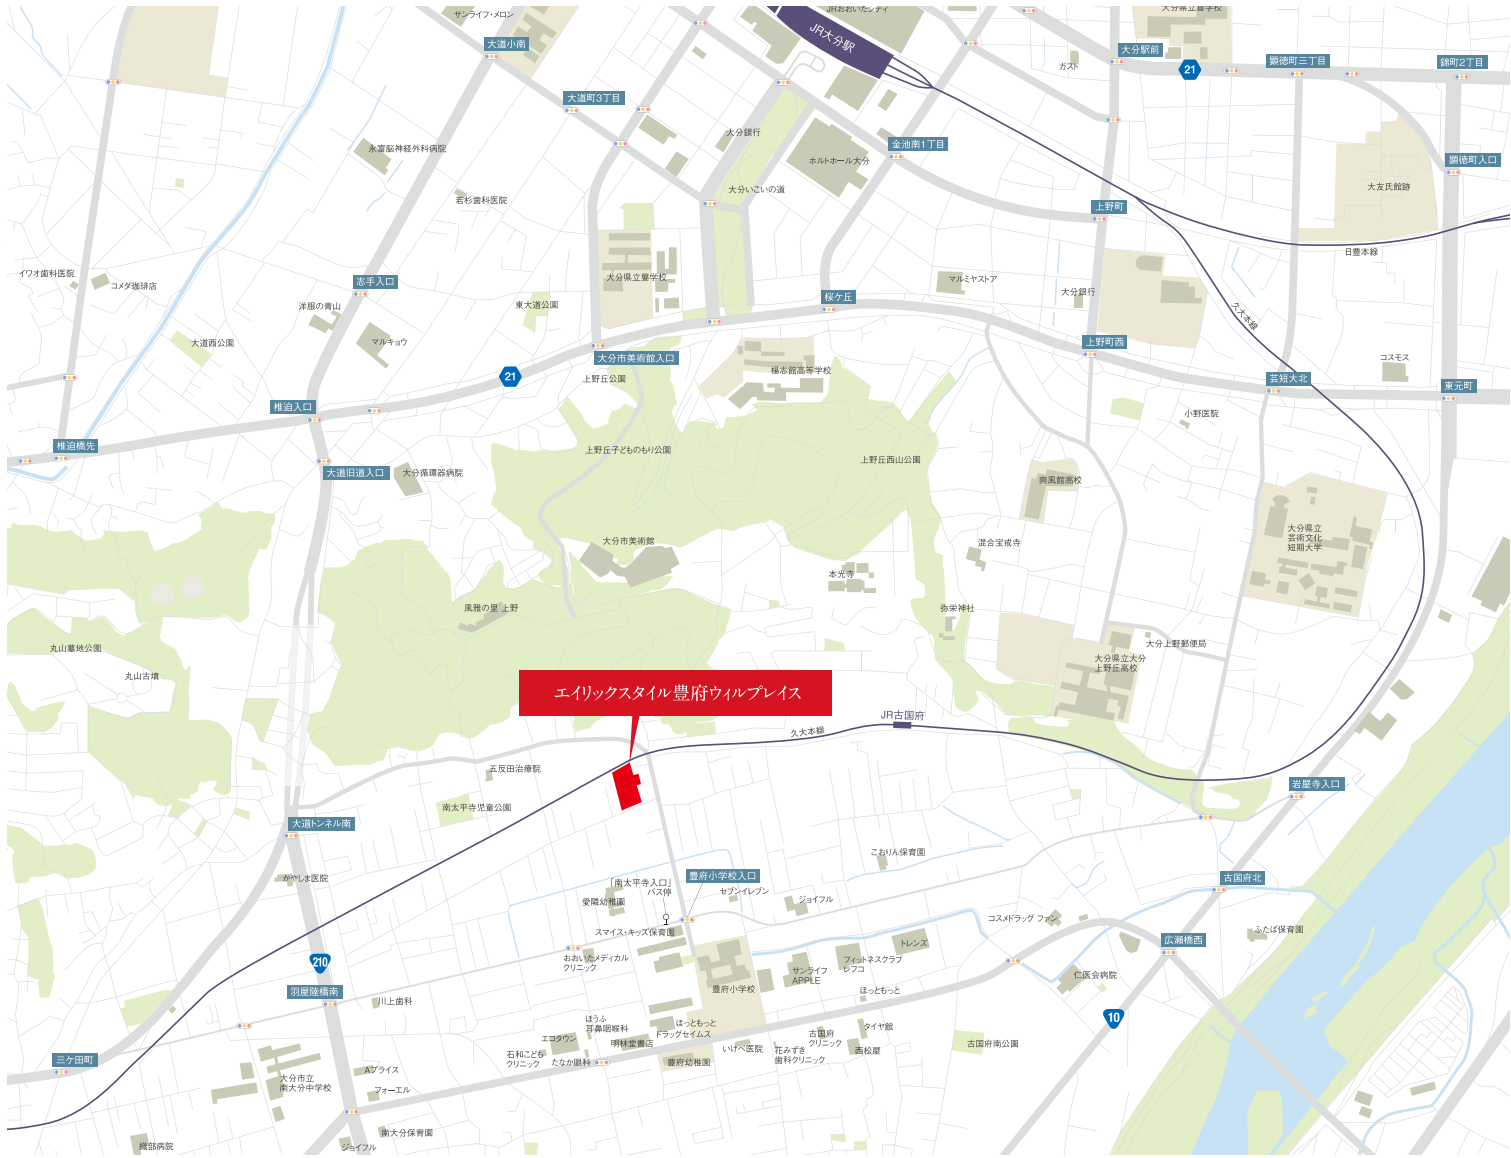 サンライフ・メロン
JRおおいたシティ
大分県立盲学校
大道小南
JR大分駅
大分駅前
ガスト
21
顕徳町三丁目
錦町2丁目
大道町3丁目
大分銀行
永富脳神経外科病院
ホルトホール大分
金池南1丁目
顕徳町入口
大友氏館跡
大分いこいの道
若杉歯科医院
上野町
日豊本線
イワオ歯科医院
コメダ珈琲店
志手入口
大分県立聾学校
マルミヤストア
大分銀行
洋服の青山
東大道公園
桜ケ丘
久大本線
大道西公園
マルキョウ
上野町西
大分市美術館入口
コスモス
21
上野丘公園
楊志館高等学校
芸短大北
東元町
椎迫入口
小野医院
椎迫橋先
上野丘子どものもり公園
上野丘西山公園
大道旧道入口
大分循環器病院
爽風館高校
大分県立
芸術文化
短期大学
大分市美術館
混合宝戒寺
本光寺
風雅の里 上野
弥栄神社
丸山墓地公園
大分上野郵便局
大分県立大分
上野丘高校
丸山古墳
エイリックスタイル豊府ウィルプレイス
JR古国府
久大本線
五反田治療院
岩屋寺入口
南太平寺児童公園
大道トンネル南
こおりん保育園
かやしま医院
「南太平寺入口」
バス停
豊府小学校入口
セブンイレブン
古国府北
愛隣幼稚園
ジョイフル
コスメドラッグ ファン
スマイス・キッズ保育園
ふたば保育園
広瀬橋西
トレンズ
210
おおいたメディカル
クリニック
フィットネスクラブ
レフコ
サンライフ
APPLE
仁医会病院
豊府小学校
羽屋陸橋南
川上歯科
ほっともっと
10
ほうふ
耳鼻咽喉科
ほっともっと
ドラッグセイムス
タイヤ館
エコタウン
明林堂書店
古国府
クリニック
古国府南公園
いけべ医院
花みずき
歯科クリニック
西松屋
石和こども
クリニック
たなか眼科
豊府幼稚園
三ケ田町
Aプライス
大分市立
南大分中学校
フォーエル
南大分保育園
織部病院
ジョイフル